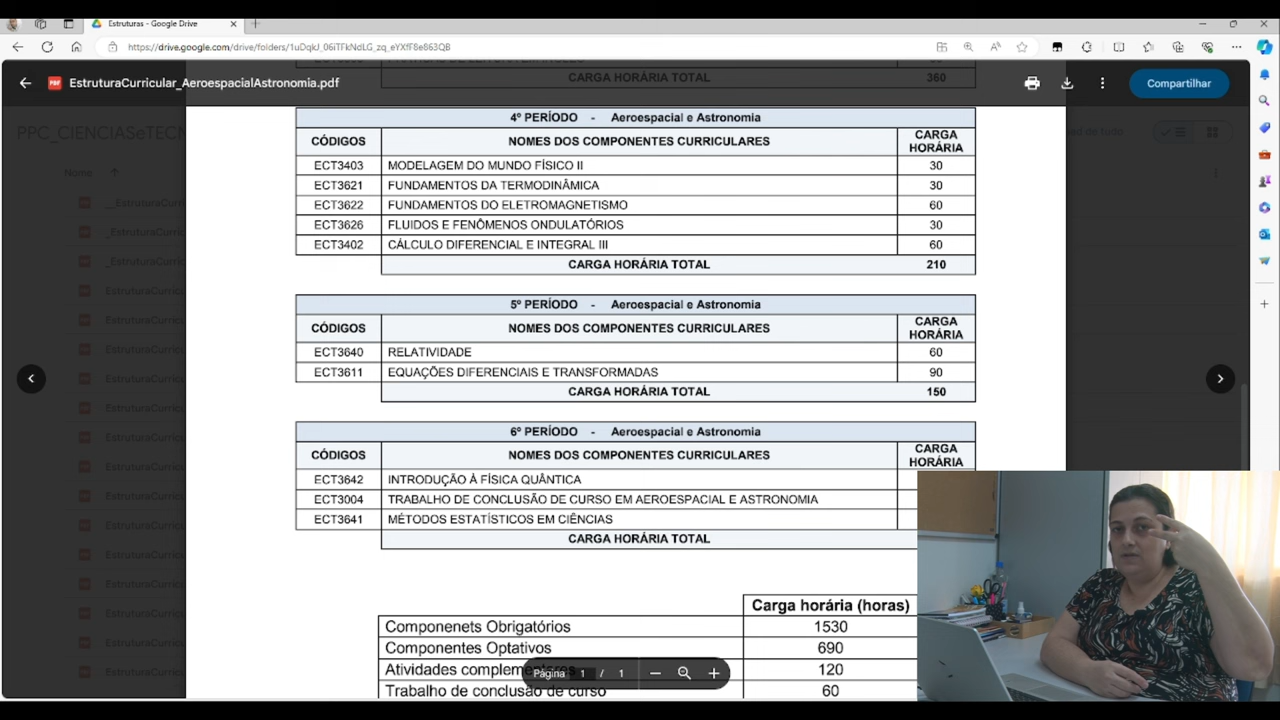 Estruturas - Google Drive
https://drive.google.com/drive/folders/1uDqkJ_06iTFkNdLG_zq_eYXfF8e863QB
EstruturaCurricular_AeroespacialAstronomia.pdf
Compartilhar
CARGA HORÁRIA TOTAL 360
PPC_CIENCIASeTECN
Nome
4º PERÍODO - Aeroespacial e Astronomia
CÓDIGOS NOMES DOS COMPONENTES CURRICULARES CARGA HORÁRIA
ECT3403 MODELAGEM DO MUNDO FÍSICO II 30
ECT3621 FUNDAMENTOS DA TERMODINÂMICA 30
ECT3622 FUNDAMENTOS DO ELETROMAGNETISMO 60
ECT3626 FLUIDOS E FENÔMENOS ONDULATÓRIOS 30
ECT3402 CÁLCULO DIFERENCIAL E INTEGRAL III 60
CARGA HORÁRIA TOTAL 210
5º PERÍODO - Aeroespacial e Astronomia
CÓDIGOS NOMES DOS COMPONENTES CURRICULARES CARGA HORÁRIA
ECT3640 RELATIVIDADE 60
ECT3611 EQUAÇÕES DIFERENCIAIS E TRANSFORMADAS 90
CARGA HORÁRIA TOTAL 150
6º PERÍODO - Aeroespacial e Astronomia
CÓDIGOS NOMES DOS COMPONENTES CURRICULARES CARGA HORÁRIA
ECT3642 INTRODUÇÃO À FÍSICA QUÂNTICA
ECT3004 TRABALHO DE CONCLUSÃO DE CURSO EM AEROESPACIAL E ASTRONOMIA
ECT3641 MÉTODOS ESTATÍSTICOS EM CIÊNCIAS
CARGA HORÁRIA TOTAL
Carga horária (horas)
Componenets Obrigatórios 1530
Componentes Optativos 690
Atividades complementares 120
Trabalho de conclusão de curso 60
Página 1 / 1